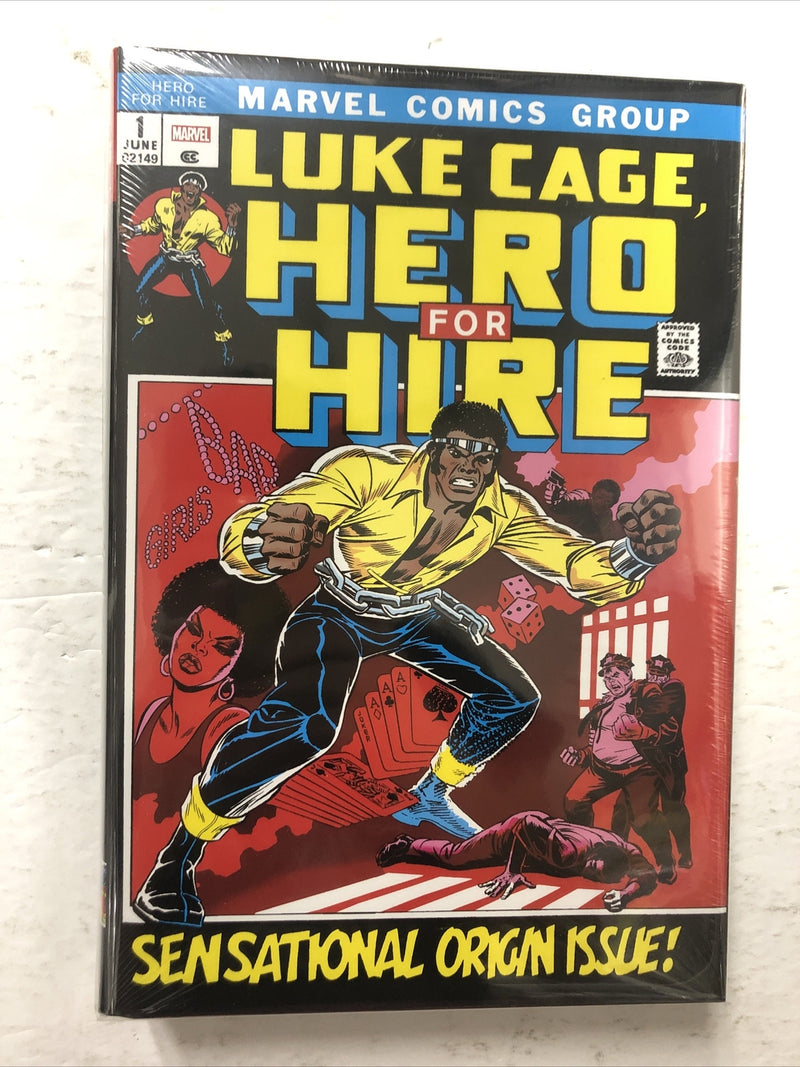 HERO
FOR HIRE
MARVEL COMICS GROUP
1
JUNE
02149
MARVEL
CC
LUKE CAGE,
HERO
FOR
HIRE
APPROVED
BY THE
COMICS
CODE
AUTHORITY
BAD
GIRLS
A
A
A
JOKER
SENSATIONAL ORIGIN ISSUE!